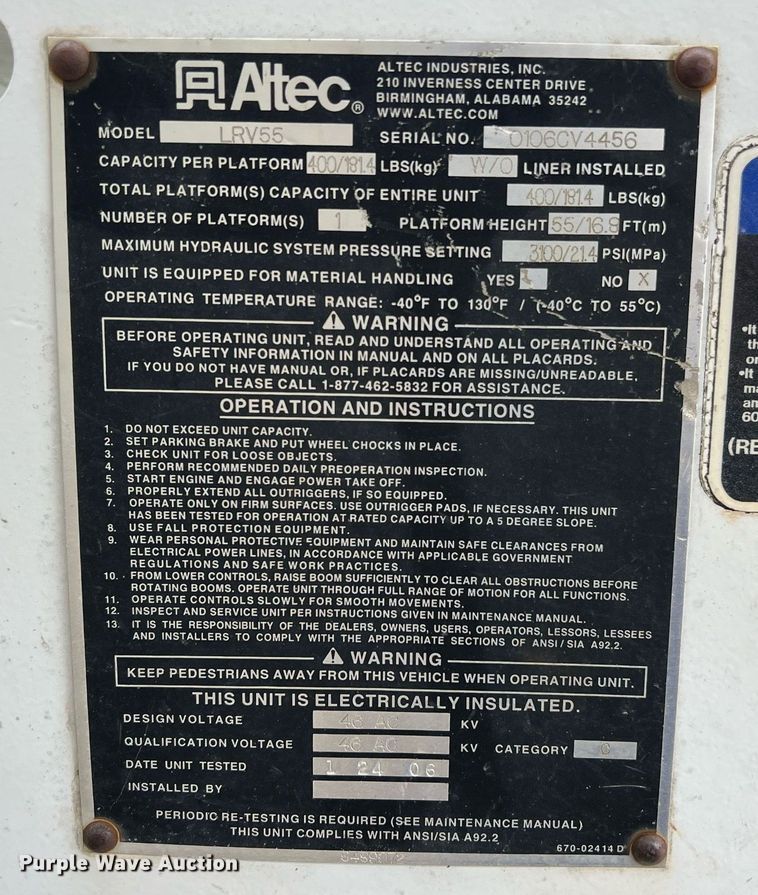 Altec®
ALTEC INDUSTRIES, INC.
210 INVERNESS CENTER DRIVE
BIRMINGHAM, ALABAMA 35242
WWW.ALTEC.COM
MODEL LRV55 SERIAL NO. 0106CV4456
CAPACITY PER PLATFORM 400/181.4 LBS(kg) W/O LINER INSTALLED
TOTAL PLATFORM(S) CAPACITY OF ENTIRE UNIT 400/181.4 LBS(kg)
NUMBER OF PLATFORM(S) 1 PLATFORM HEIGHT 55/16.8 FT(m)
MAXIMUM HYDRAULIC SYSTEM PRESSURE SETTING 3100/21.4 PSI(MPa)
UNIT IS EQUIPPED FOR MATERIAL HANDLING YES NO X
OPERATING TEMPERATURE RANGE: -40°F TO 130°F / (-40°C TO 55°C)
⚠ WARNING
BEFORE OPERATING UNIT, READ AND UNDERSTAND ALL OPERATING AND
SAFETY INFORMATION IN MANUAL AND ON ALL PLACARDS.
IF YOU DO NOT HAVE MANUAL OR, IF PLACARDS ARE MISSING/UNREADABLE,
PLEASE CALL 1-877-462-5832 FOR ASSISTANCE.
OPERATION AND INSTRUCTIONS
1. DO NOT EXCEED UNIT CAPACITY.
2. SET PARKING BRAKE AND PUT WHEEL CHOCKS IN PLACE.
3. CHECK UNIT FOR LOOSE OBJECTS.
4. PERFORM RECOMMENDED DAILY PREOPERATION INSPECTION.
5. START ENGINE AND ENGAGE POWER TAKE OFF.
6. PROPERLY EXTEND ALL OUTRIGGERS, IF SO EQUIPPED.
7. OPERATE ONLY ON FIRM SURFACES. USE OUTRIGGER PADS, IF NECESSARY. THIS UNIT
HAS BEEN TESTED FOR OPERATION AT RATED CAPACITY UP TO A 5 DEGREE SLOPE.
8. USE FALL PROTECTION EQUIPMENT.
9. WEAR PERSONAL PROTECTIVE EQUIPMENT AND MAINTAIN SAFE CLEARANCES FROM
ELECTRICAL POWER LINES, IN ACCORDANCE WITH APPLICABLE GOVERNMENT
REGULATIONS AND SAFE WORK PRACTICES.
10. FROM LOWER CONTROLS, RAISE BOOM SUFFICIENTLY TO CLEAR ALL OBSTRUCTIONS BEFORE
ROTATING BOOMS. OPERATE UNIT THROUGH FULL RANGE OF MOTION FOR ALL FUNCTIONS.
11. OPERATE CONTROLS SLOWLY FOR SMOOTH MOVEMENTS.
12. INSPECT AND SERVICE UNIT PER INSTRUCTIONS GIVEN IN MAINTENANCE MANUAL.
13. IT IS THE RESPONSIBILITY OF THE DEALERS, OWNERS, USERS, OPERATORS, LESSORS, LESSEES
AND INSTALLERS TO COMPLY WITH THE APPROPRIATE SECTIONS OF ANSI/SIA A92.2.
⚠ WARNING
KEEP PEDESTRIANS AWAY FROM THIS VEHICLE WHEN OPERATING UNIT.
THIS UNIT IS ELECTRICALLY INSULATED.
DESIGN VOLTAGE 46 AC KV
QUALIFICATION VOLTAGE 46 AC KV CATEGORY C
DATE UNIT TESTED 1 24 06
INSTALLED BY
PERIODIC RE-TESTING IS REQUIRED (SEE MAINTENANCE MANUAL)
THIS UNIT COMPLIES WITH ANSI/SIA A92.2
670-02414 D
•It
th
•It
ma
60
(RE
Purple Wave Auction